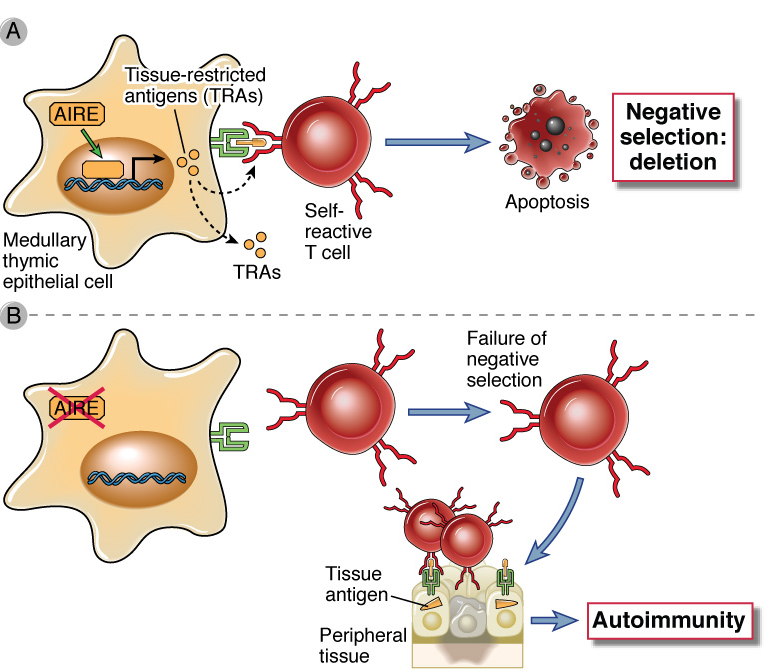 A
Tissue-restricted
antigens (TRAs)
AIRE
Negative
selection:
deletion
Apoptosis
Self-
reactive
T cell
Medullary
thymic
epithelial cell
TRAs
B
Failure of
negative
selection
AIRE
Tissue
antigen
Autoimmunity
Peripheral
tissue